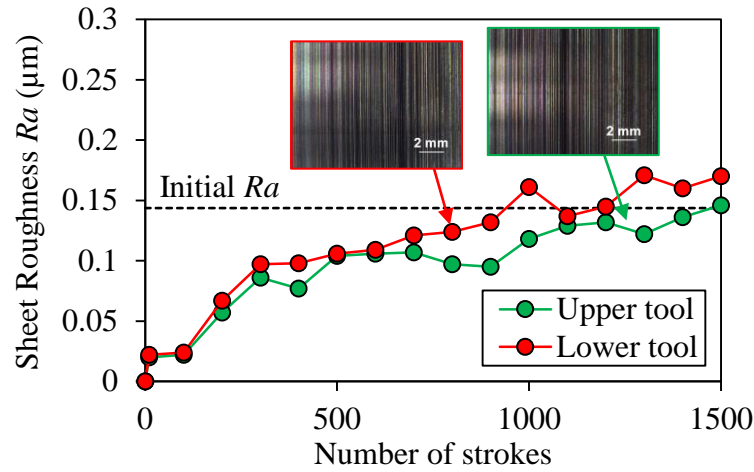 0.3
0.25
0.2
0.15
0.1
0.05
0
Sheet Roughness Ra (µm)
2 mm
2 mm
Initial Ra
Upper tool
Lower tool
0
500
1000
1500
Number of strokes